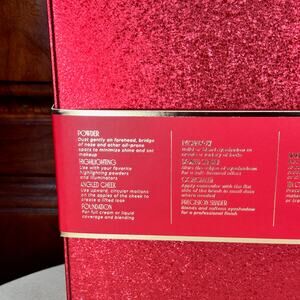 POWDER
Dust gently on forehead, bridge
of nose and other oil-prone
spots to minimize shine and set
makeup
HIGHLIGHTING
Use with your favorite
highlighting powders
and illuminators
ANGLED CHEEK
Use upward, circular motions
on the apples of the cheek to
create a lifted look
FOUNDATION
For full cream or liquid
coverage and blending
CONCEALER
Apply concealer with the flat
side of the brush to small areas
where needed
PRECISION SHADER
Blends and softens eyeshadow
for a professional finish